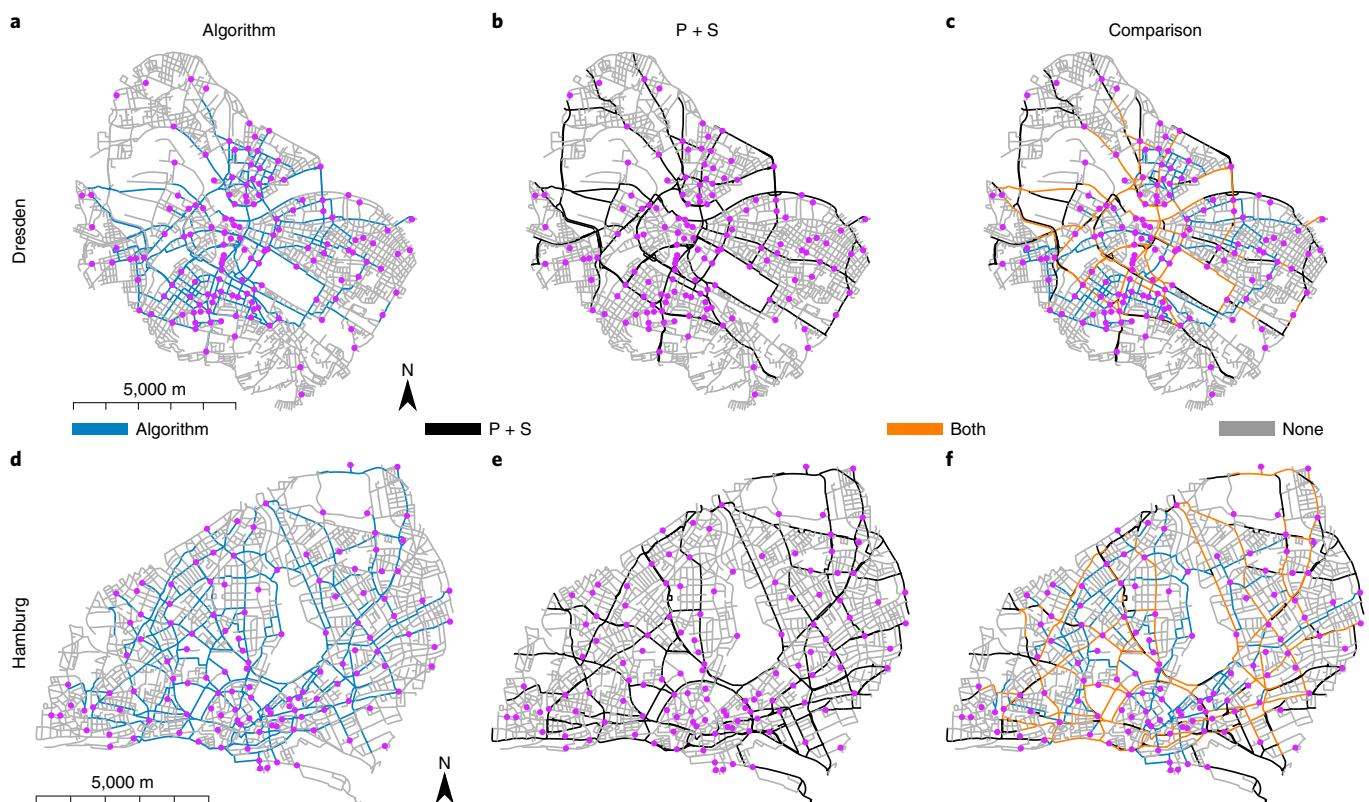 a
Algorithm
b
P + S
c
Comparison
Dresden
5,000 m
N
Algorithm
P + S
Both
None
d
e
f
Hamburg
5,000 m
N